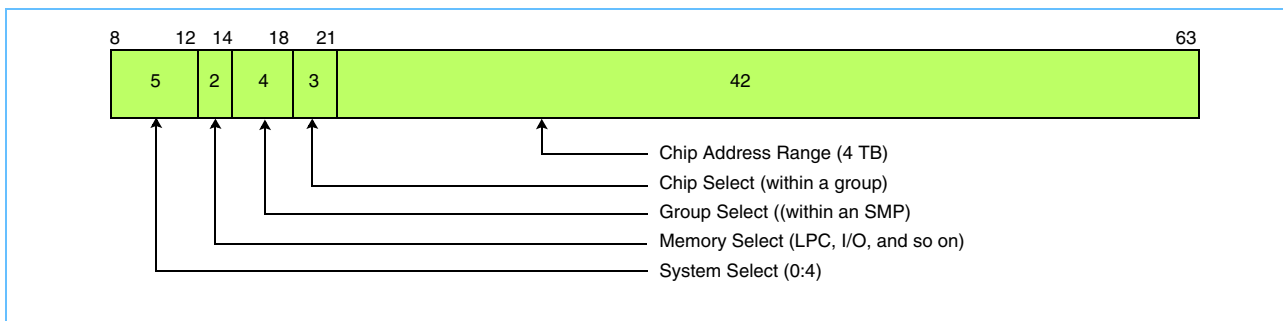 8 12 14 18 21 63
5 2 4 3 42
Chip Address Range (4 TB)
Chip Select (within a group)
Group Select ((within an SMP)
Memory Select (LPC, I/O, and so on)
System Select (0:4)